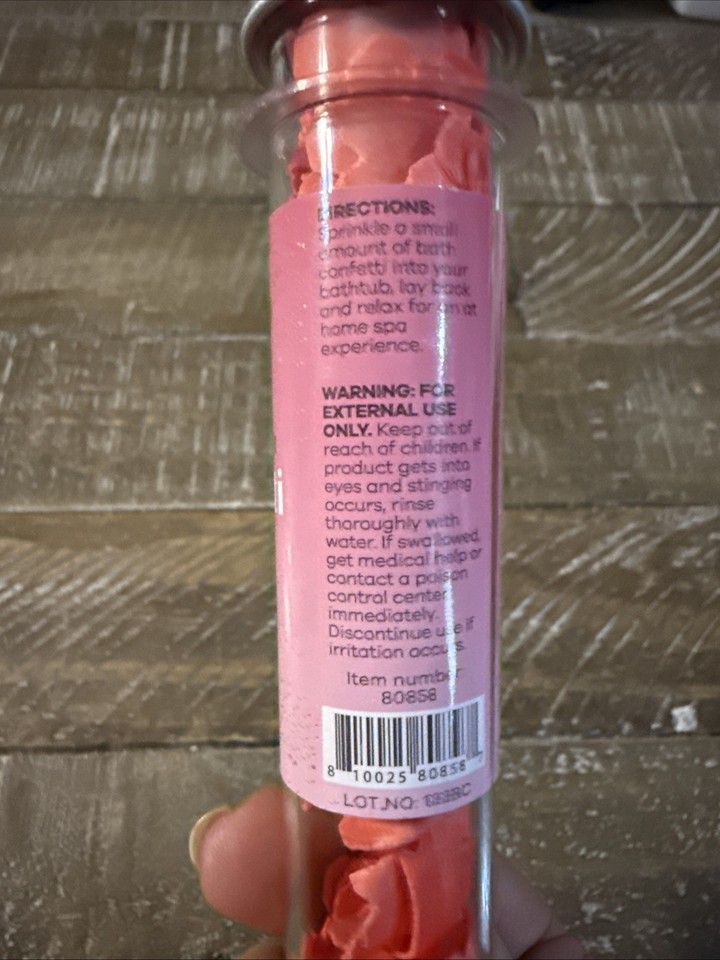 DIRECTIONS:
Sprinkle a small
amount of bath
confetti into your
bathtub, lay back
and relax for an at
home spa
experience.
WARNING: FOR
EXTERNAL USE
ONLY. Keep out of
reach of children. If
product gets into
eyes and stinging
occurs, rinse
thoroughly with
water. If swallowed,
get medical help or
contact a poison
control center
immediately.
Discontinue use if
irritation occurs.
Item number:
80858
8 10025 80858
LOT NO: